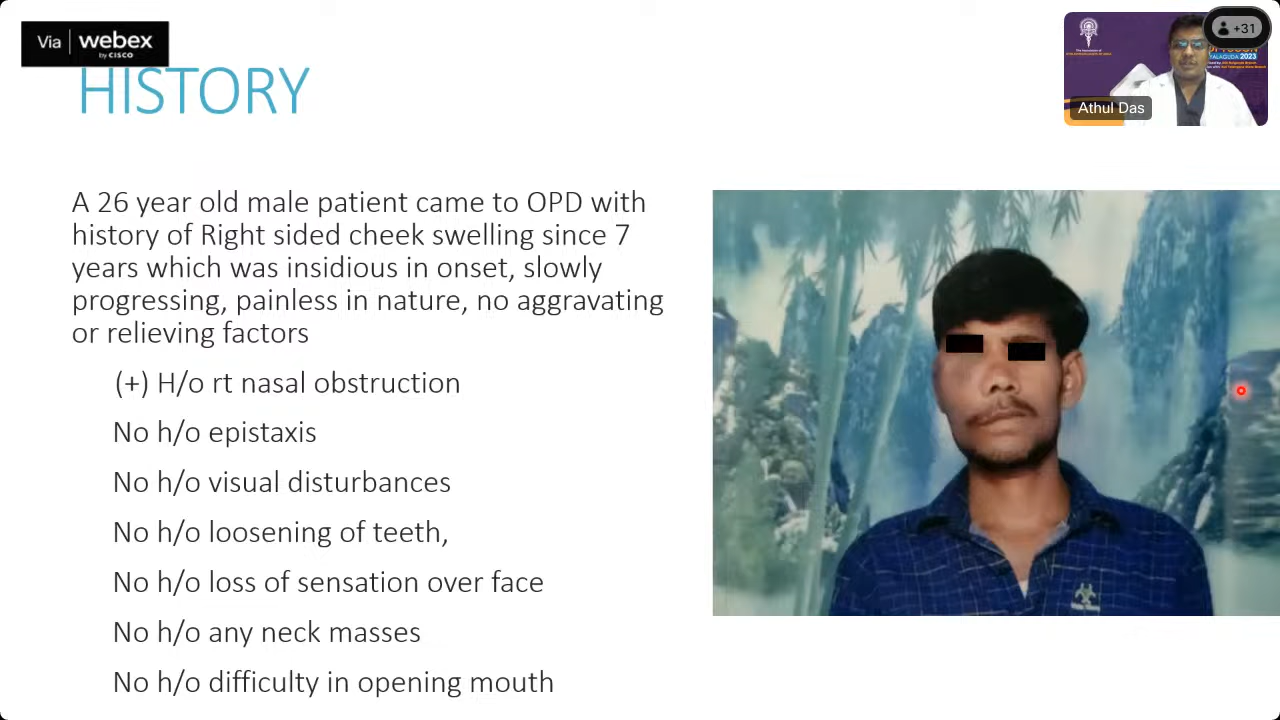 Via webex
by CISCO
+31
Athul Das
HISTORY
A 26 year old male patient came to OPD with
history of Right sided cheek swelling since 7
years which was insidious in onset, slowly
progressing, painless in nature, no aggravating
or relieving factors
(+) H/o rt nasal obstruction
No h/o epistaxis
No h/o visual disturbances
No h/o loosening of teeth,
No h/o loss of sensation over face
No h/o any neck masses
No h/o difficulty in opening mouth